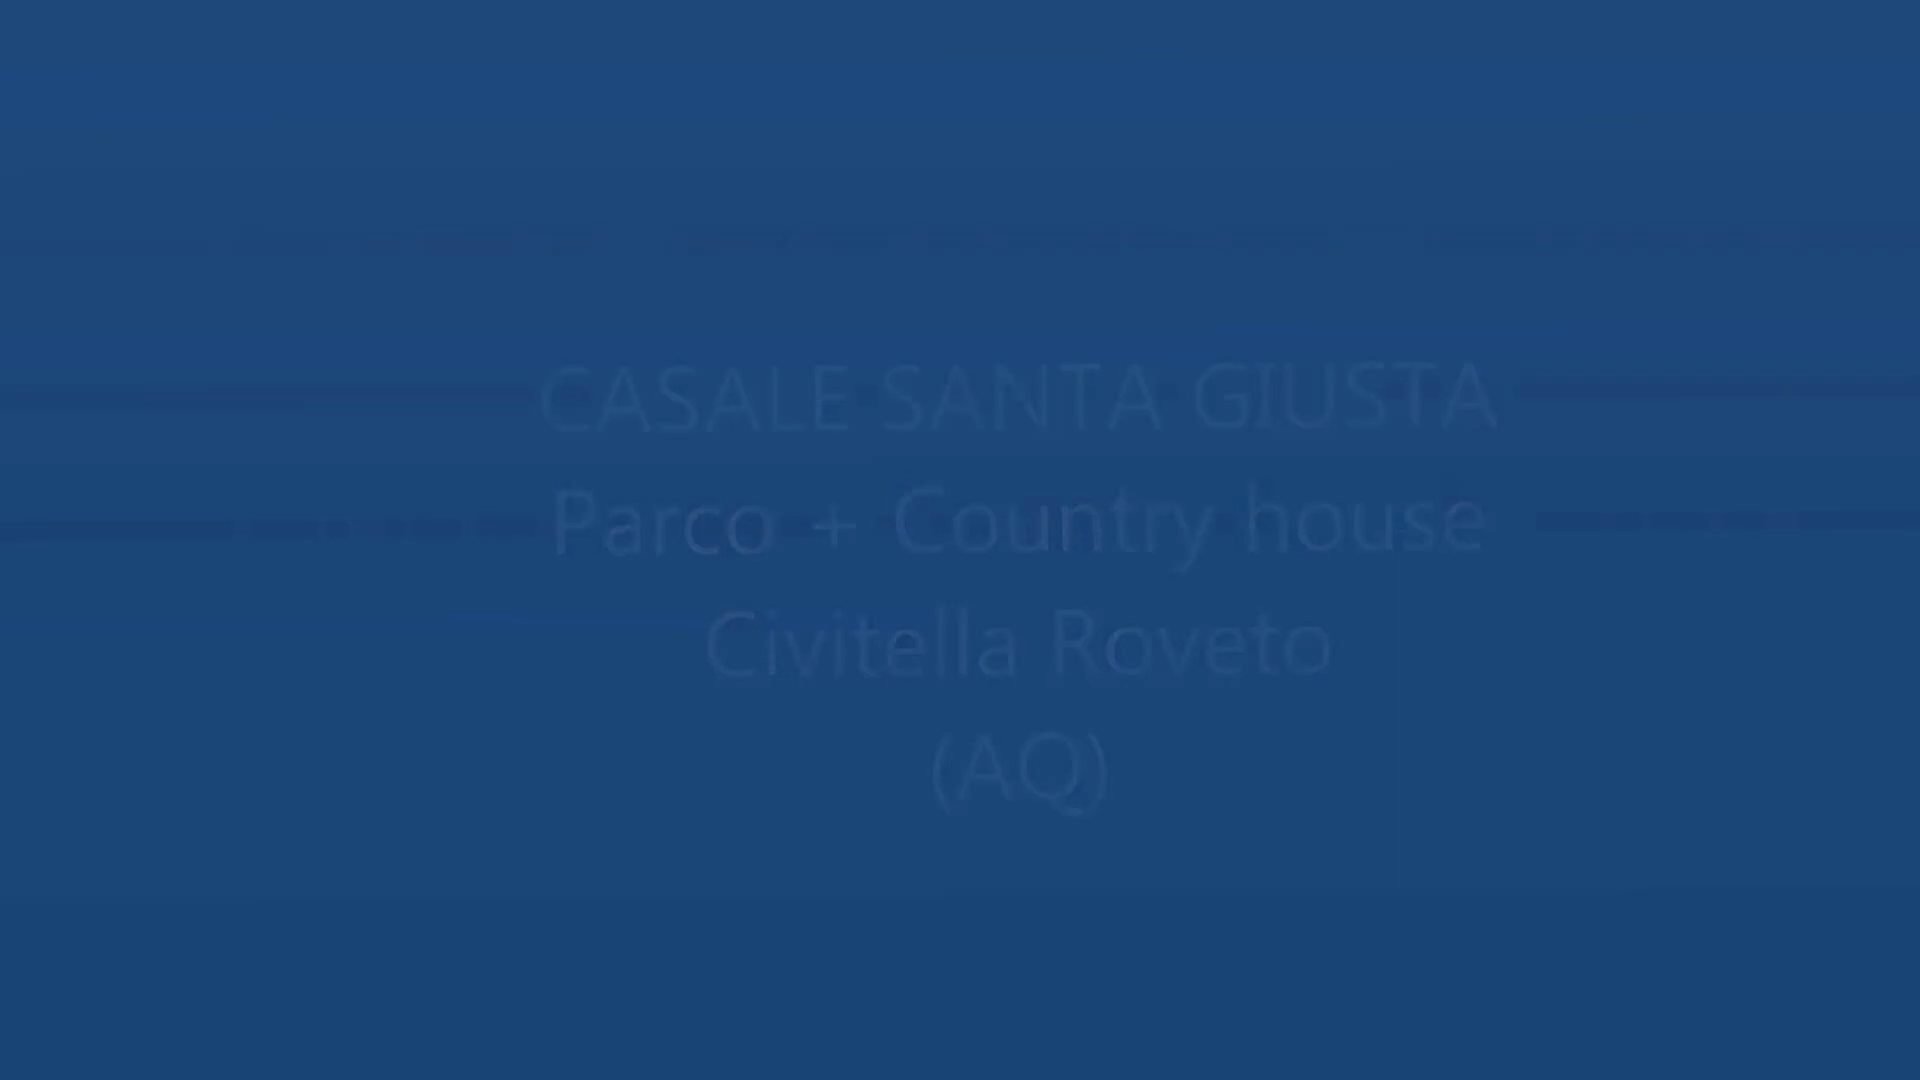 CASALE SANTA GIUSTA
Parco + Country house
Civitella Roveto
(AQ)